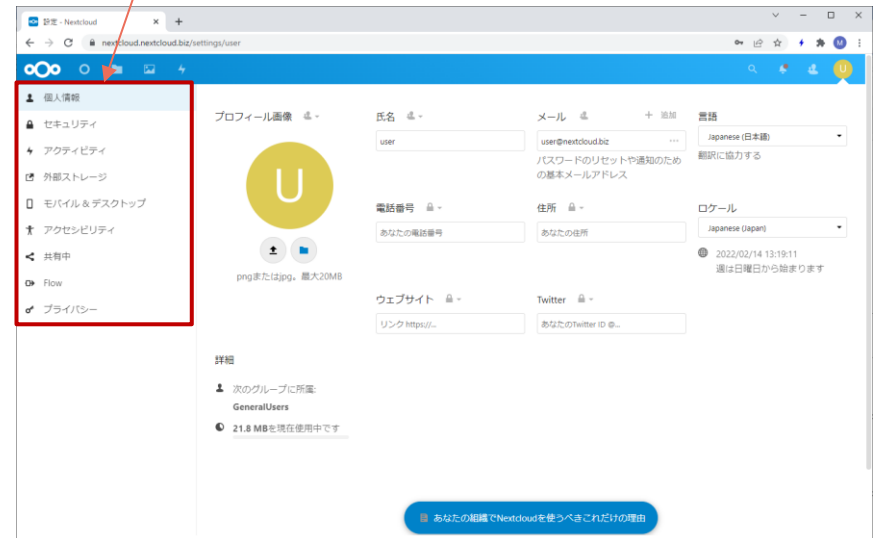 設定 - Nextcloud
nextcloud.nextcloud.biz/settings/user
M
U
個人情報
セキュリティ
アクティビティ
外部ストレージ
モバイル & デスクトップ
アクセシビリティ
共有中
Flow
プライバシー
プロフィール画像
U
pngまたはjpg。最大20MB
氏名
user
メール
追加
user@nextcloud.biz
パスワードのリセットや通知のため
の基本メールアドレス
言語
Japanese (日本語)
翻訳に協力する
電話番号
あなたの電話番号
住所
あなたの住所
ロケール
Japanese (Japan)
2022/02/14 13:19:11
週は日曜日から始まります
ウェブサイト
リンク https://...
Twitter
あなたのTwitter ID @...
詳細
次のグループに所属:
GeneralUsers
21.8 MBを現在使用中です
あなたの組織でNextcloudを使うべきこれだけの理由